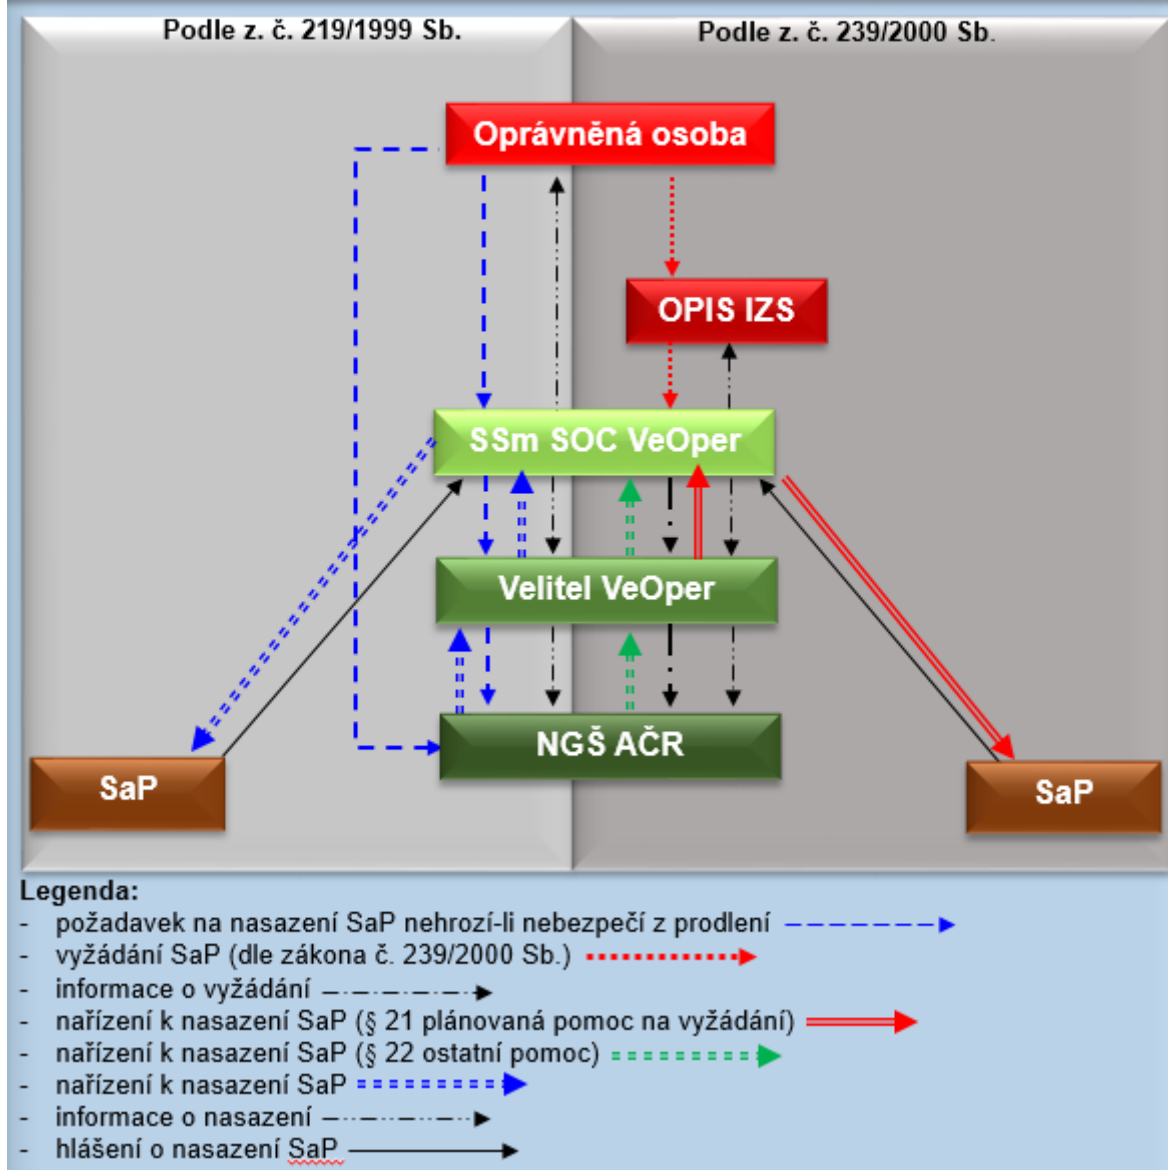 Podle z. č. 219/1999 Sb.
Podle z. č. 239/2000 Sb.
Oprávněná osoba
OPIS IZS
SSm SOC VeOper
Velitel VeOper
NGŠ AČR
SaP
SaP
Legenda:
- požadavek na nasazení SaP nehrozí-li nebezpečí z prodlení
- vyžádání SaP (dle zákona č. 239/2000 Sb.)
- informace o vyžádání
- nařízení k nasazení SaP (§ 21 plánovaná pomoc na vyžádání)
- nařízení k nasazení SaP (§ 22 ostatní pomoc)
- nařízení k nasazení SaP
- informace o nasazení
- hlášení o nasazení SaP